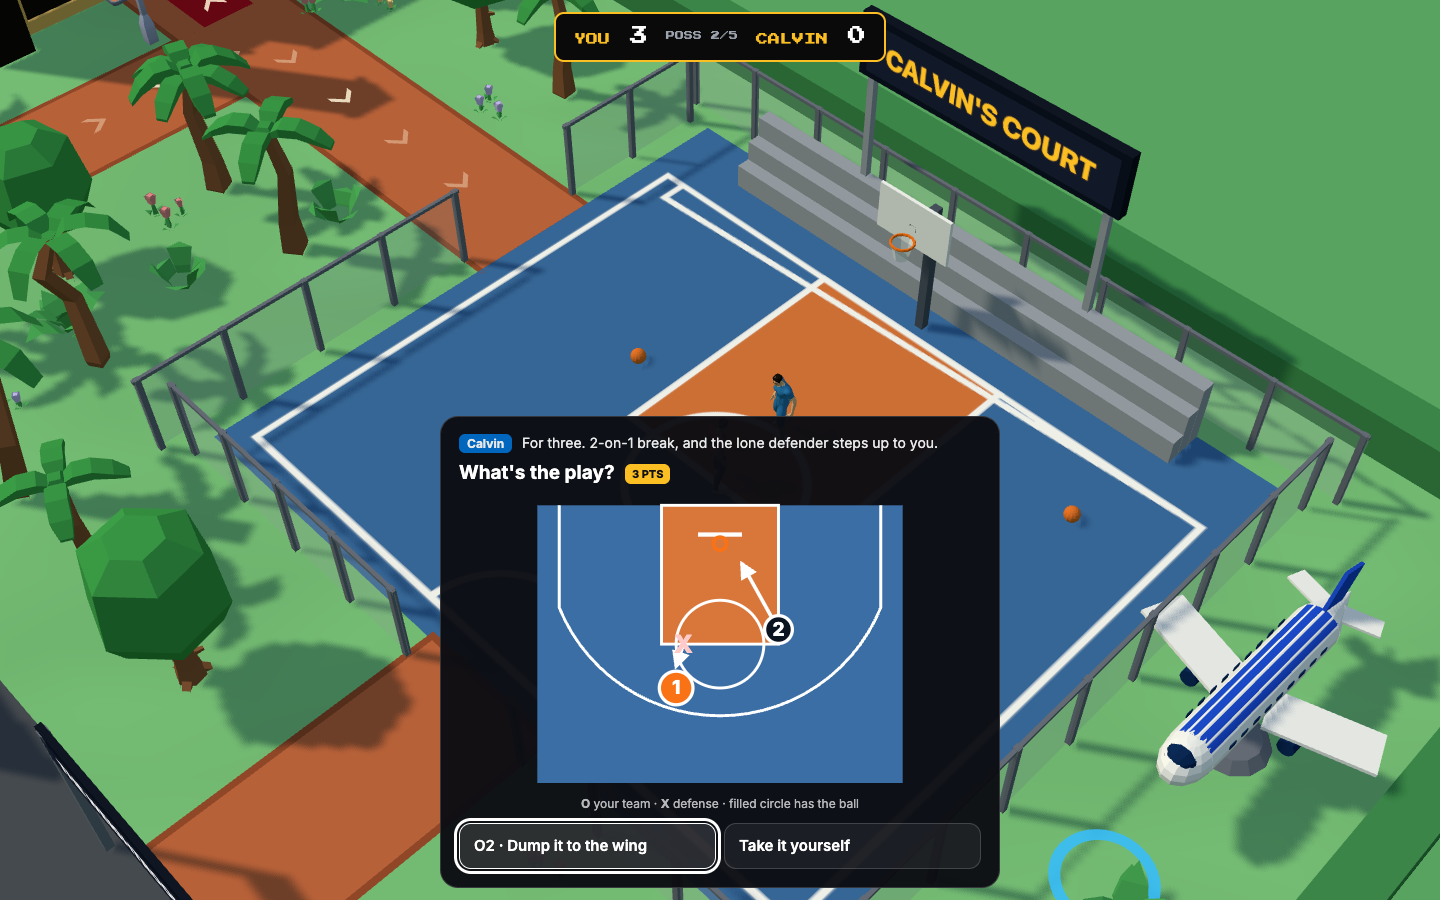 YOU 3 POSS 2/5 CALVIN 0
CALVIN'S COURT
Calvin For three. 2-on-1 break, and the lone defender steps up to you.
What's the play? 3 PTS
X
2
1
O your team · X defense · filled circle has the ball
O2 · Dump it to the wing
Take it yourself